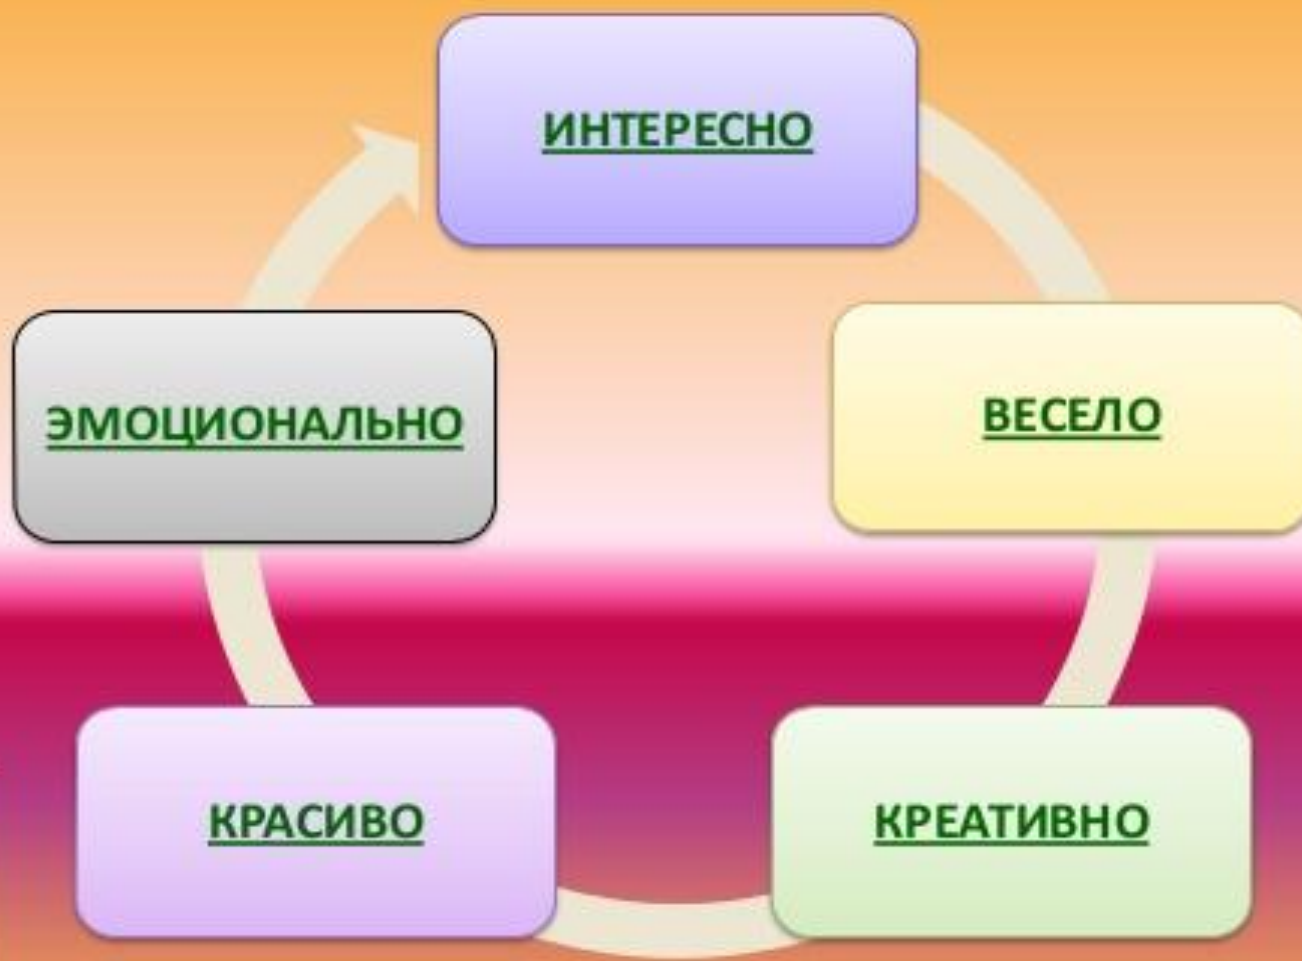 ИНТЕРЕСНО
ВЕСЕЛО
КРЕАТИВНО
КРАСИВО
ЭМОЦИОНАЛЬНО